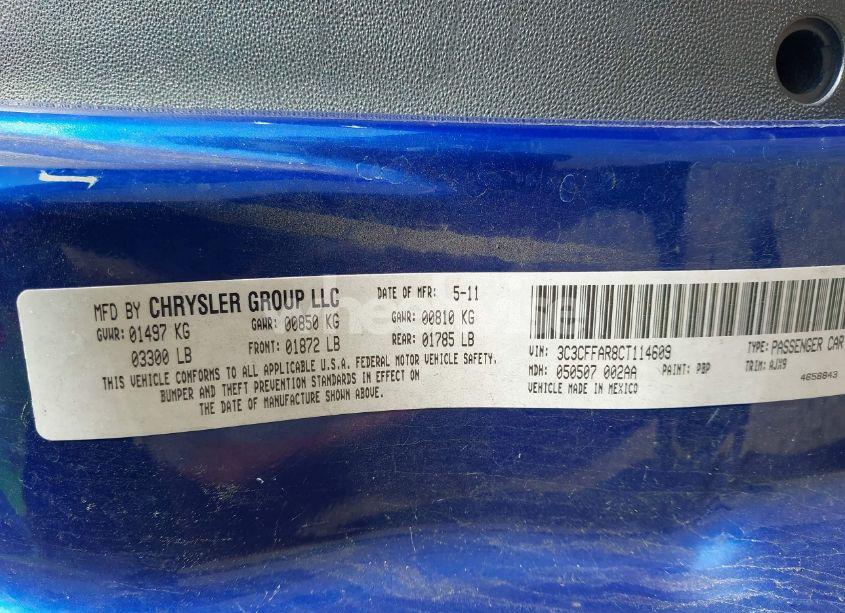 MFD BY CHRYSLER GROUP LLC DATE OF MFR: 5-11
GVWR: 01497 KG GAWR: 00850 KG GAWR: 00810 KG
03300 LB FRONT: 01872 LB REAR: 01785 LB
THIS VEHICLE CONFORMS TO ALL APPLICABLE U.S.A. FEDERAL MOTOR VEHICLE SAFETY,
BUMPER AND THEFT PREVENTION STANDARDS IN EFFECT ON
THE DATE OF MANUFACTURE SHOWN ABOVE.
VIN: 3C3CFFAR8CT114609 TYPE: PASSENGER CAR
MDH: 050507 002AA PAINT: PBP TRIM: AJX9
VEHICLE MADE IN MEXICO 4658843